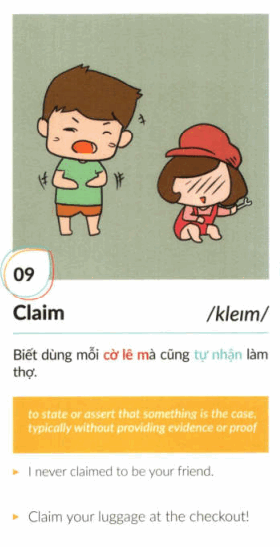 09
Claim /kleɪm/
Biết dùng mỗi cờ lê mà cũng tự nhận làm
thợ.
to state or assert that something is the case,
typically without providing evidence or proof
I never claimed to be your friend.
Claim your luggage at the checkout!